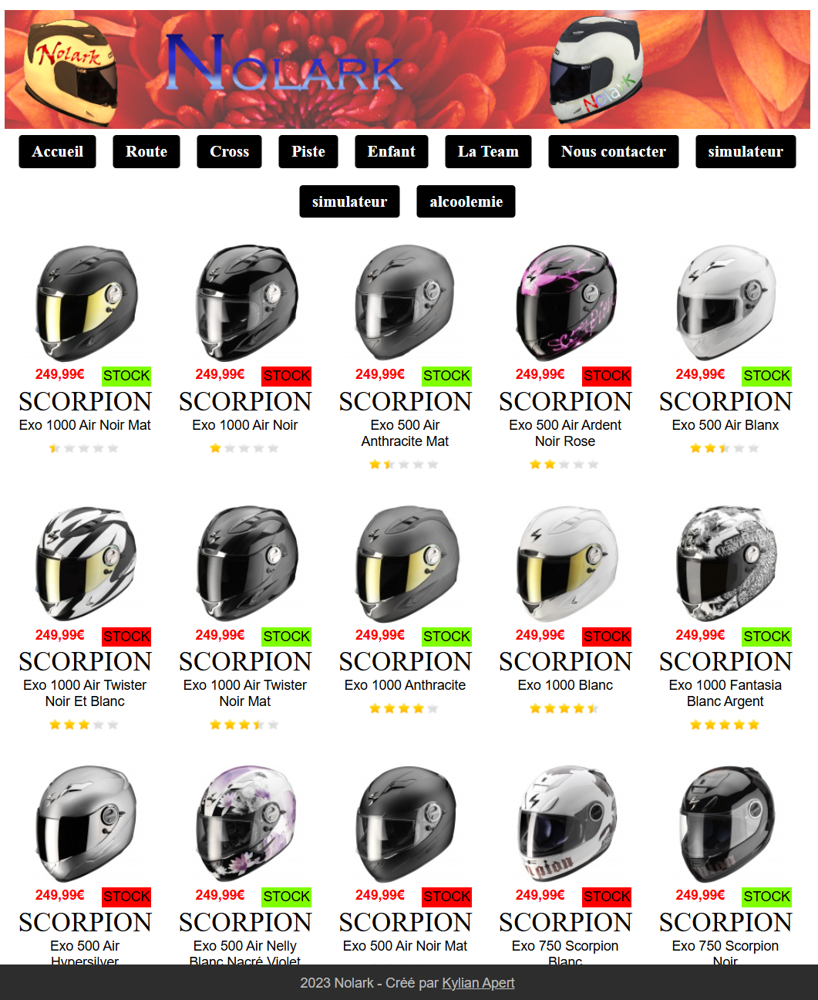 Nolark NOLARK Nolark
Accueil Route Cross Piste Enfant La Team Nous contacter simulateur
simulateur alcoolemie
249,99€ STOCK 249,99€ STOCK 249,99€ STOCK 249,99€ STOCK 249,99€ STOCK
SCORPION SCORPION SCORPION SCORPION SCORPION
Exo 1000 Air Noir Mat Exo 1000 Air Noir Exo 500 Air Exo 500 Air Ardent Exo 500 Air Blanx
Anthracite Mat Noir Rose
249,99€ STOCK 249,99€ STOCK 249,99€ STOCK 249,99€ STOCK 249,99€ STOCK
SCORPION SCORPION SCORPION SCORPION SCORPION
Exo 1000 Air Twister Exo 1000 Air Twister Exo 1000 Anthracite Exo 1000 Blanc Exo 1000 Fantasia
Noir Et Blanc Noir Mat Blanc Argent
249,99€ STOCK 249,99€ STOCK 249,99€ STOCK 249,99€ STOCK 249,99€ STOCK
SCORPION SCORPION SCORPION SCORPION SCORPION
Exo 500 Air Exo 500 Air Nelly Exo 500 Air Noir Mat Exo 750 Scorpion Exo 750 Scorpion
Hypersilver Blanc Nacré Violet Blanc Noir
2023 Nolark - Créé par Kylian Apert